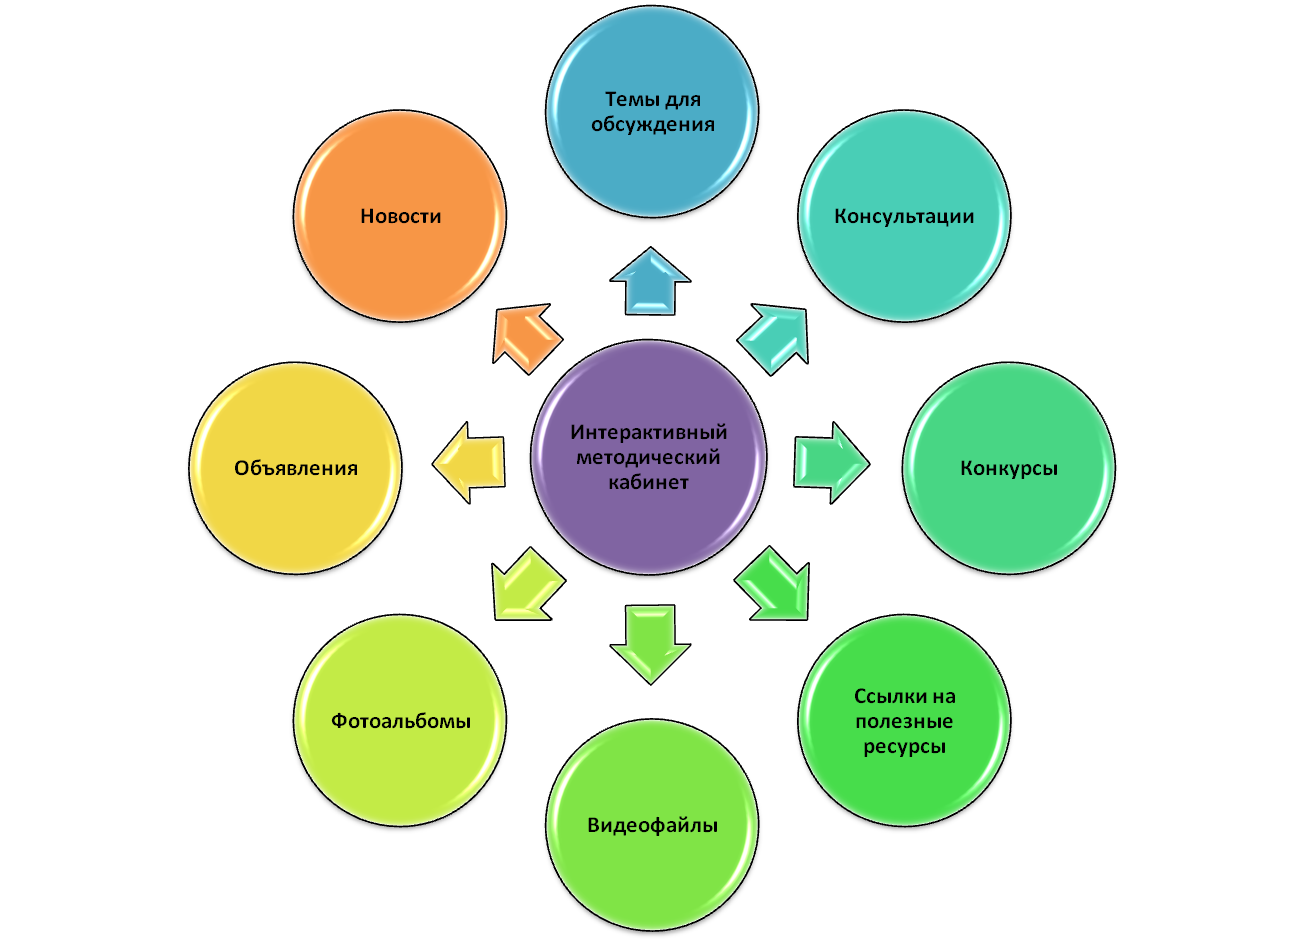 Темы для
обсуждения
Консультации
Конкурсы
Ссылки на
полезные
ресурсы
Видеофайлы
Фотоальбомы
Объявления
Новости
Интерактивный
методический
кабинет